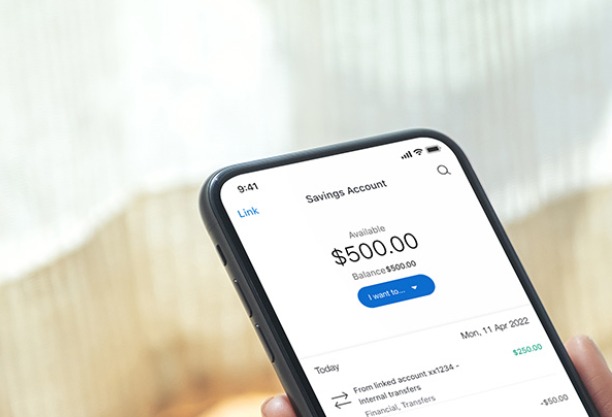 9:41
Link
Savings Account
Available
$500.00
Balance $500.00
I want to...
Today
Mon, 11 Apr 2022
From linked account xx1234 -
Internal transfers
$250.00
Financial, Transfers
-$50.00